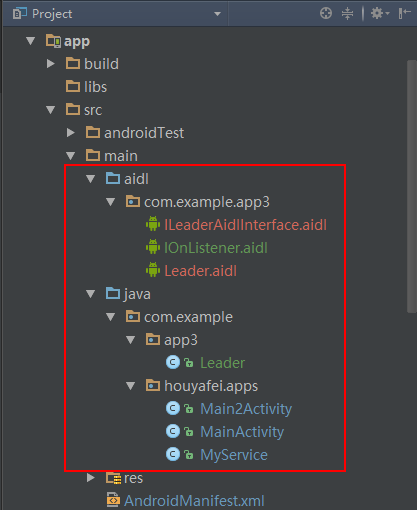 Project
app
build
libs
src
androidTest
main
aidl
com.example.app3
ILeaderAidlInterface.aidl
IOnListener.aidl
Leader.aidl
java
com.example
app3
Leader
houyafei.apps
Main2Activity
MainActivity
MyService
res
AndroidManifest.xml